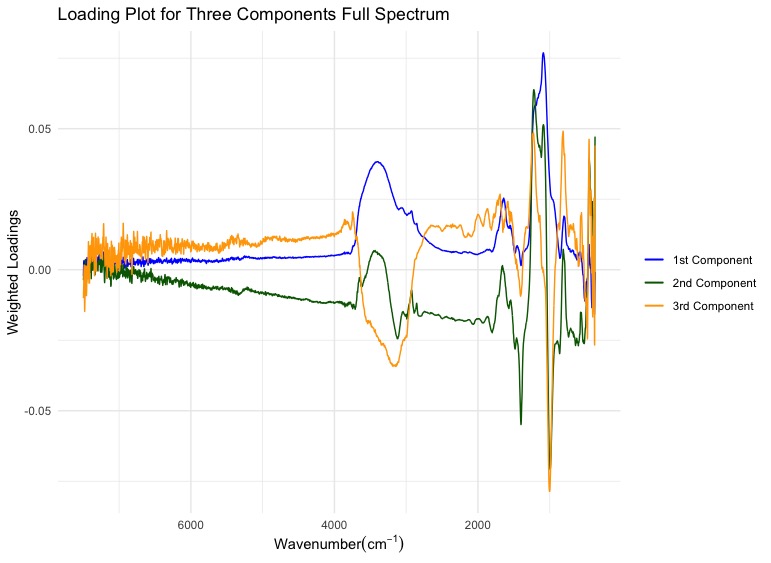 Loading Plot for Three Components Full Spectrum
0.05
0.00
-0.05
Weighted Loadings
6000 4000 2000
Wavenumber(cm⁻¹)
1st Component
2nd Component
3rd Component